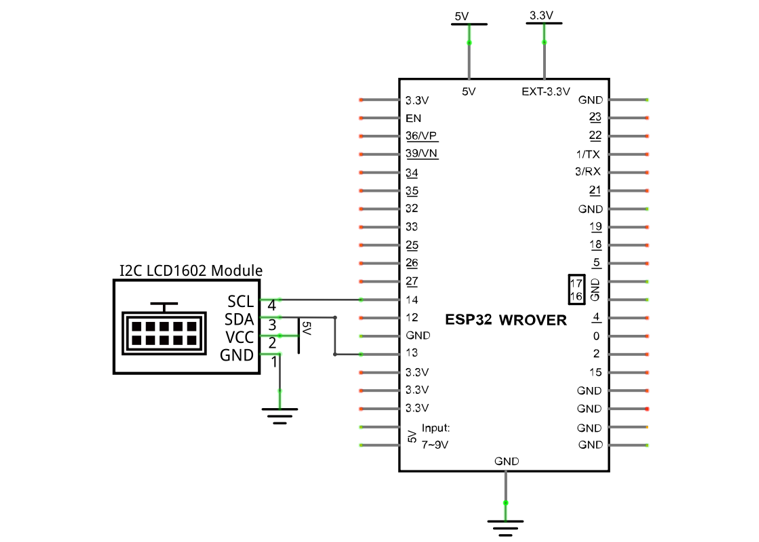 5V
3.3V
5V
EXT-3.3V
3.3V
EN
36/VP
39/VN
34
35
32
33
25
26
27
14
12
GND
13
3.3V
3.3V
3.3V
5V
Input:
7~9V
GND
23
22
1/TX
3/RX
21
GND
19
18
5
17
16
GND
4
0
2
15
GND
GND
GND
GND
ESP32 WROVER
GND
I2C LCD1602 Module
SCL
SDA
VCC
GND
4
3
2
1
5V